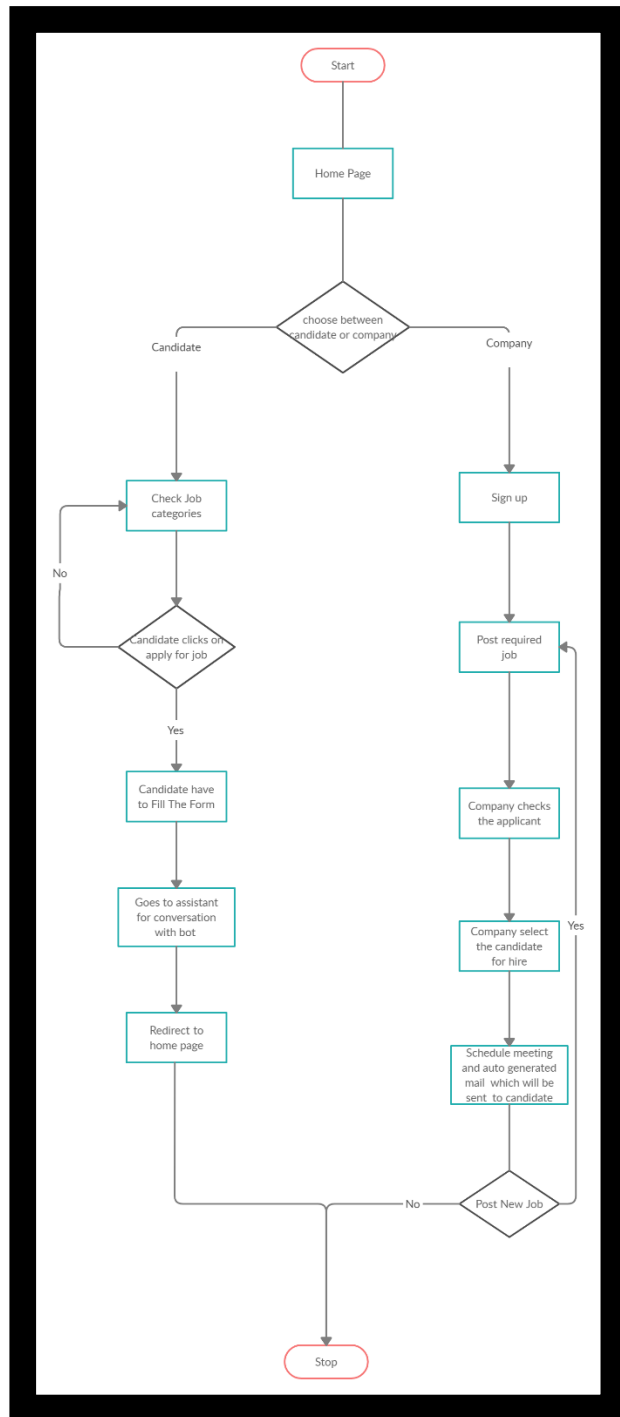 Start
Home Page
choose between
candidate or company
Candidate
Company
Check Job
categories
Sign up
No
Candidate clicks on
apply for job
Post required
job
Yes
Candidate have
to Fill The Form
Company checks
the applicant
Goes to assistant
for conversation
with bot
Company select
the candidate
for hire
Yes
Redirect to
home page
Schedule meeting
and auto generated
mail which will be
sent to candidate
No
Post New Job
Stop